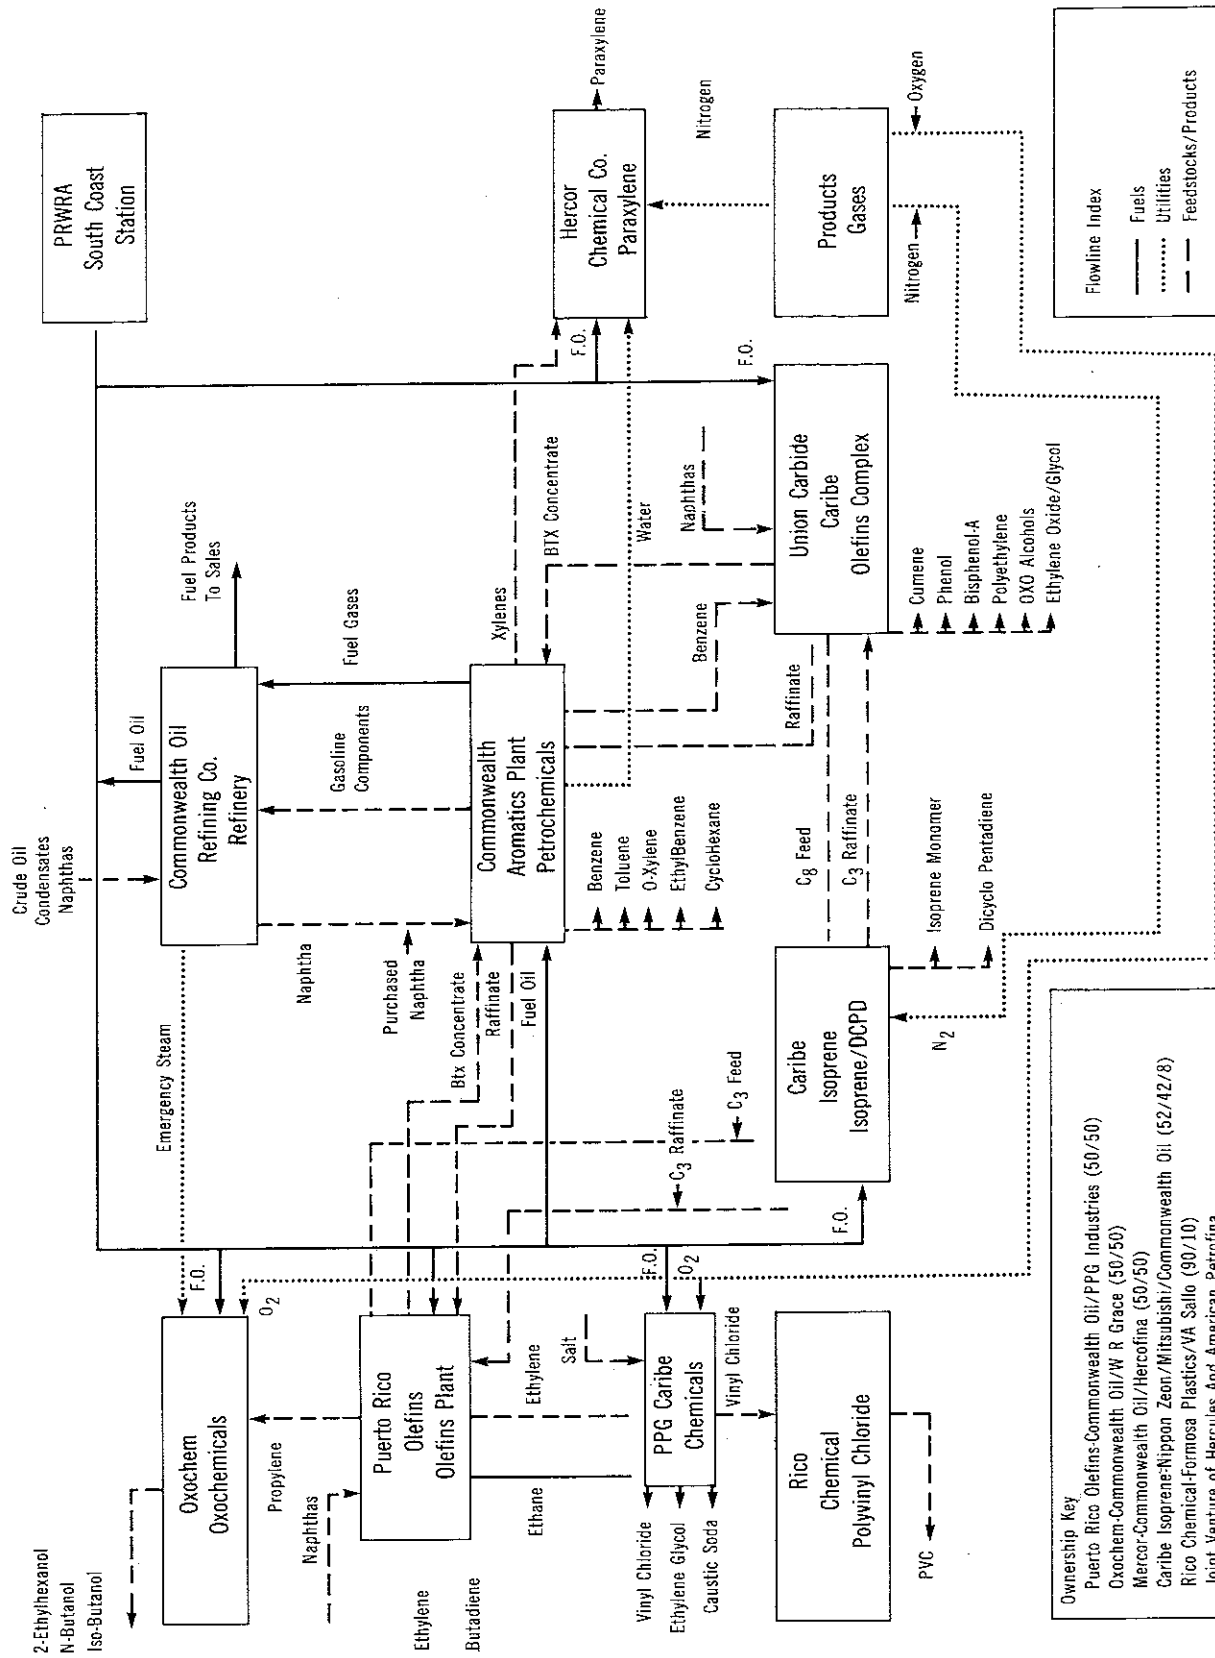 2-Ethylhexanol
N-Butanol
Iso-Butanol
Crude Oil
Condensates
Naphthas
Fuel Oil
Fuel Products
To Sales
PRWRA
South Coast
Station
Oxochem
Oxochemicals
Emergency Steam
F.O.
O2
Commonwealth Oil
Refining Co.
Refinery
Propylene
Naphthas
Naphtha
Purchased
Naphtha
Gasoline
Components
Fuel Gases
Puerto Rico
Olefins
Olefins Plant
Btx Concentrate
Raffinate
Fuel Oil
Commonwealth
Aromatics Plant
Petrochemicals
Xylenes
BTX Concentrate
Water
F.O.
Hercor
Chemical Co.
Paraxylene
Paraxylene
Ethylene
Butadiene
Ethane
Ethylene
Salt
C3 Raffinate
C3 Feed
Benzene
Toluene
O-Xylene
EthylBenzene
CycloHexane
Benzene
Raffinate
Naphthas
F.O.
Nitrogen
Vinyl Chloride
Ethylene Glycol
Caustic Soda
PPG Caribe
Chemicals
F.O.
O2
Vinyl Chloride
F.O.
Caribe
Isoprene
Isoprene/DCPD
C8 Feed
C3 Raffinate
Union Carbide
Caribe
Olefins Complex
Products
Gases
Rico
Chemical
Polyvinyl Chloride
PVC
N2
Isoprene Monomer
Dicyclo Pentadiene
Cumene
Phenol
Bisphenol-A
Polyethylene
OXO Alcohols
Ethylene Oxide/Glycol
Nitrogen
Oxygen
Ownership Key
Puerto Rico Olefins-Commonwealth Oil/PPG Industries (50/50)
Oxochem-Commonwealth Oil/W R Grace (50/50)
Mercor-Commonwealth Oil/Hercofina (50/50)
Caribe Isoprene-Nippon Zeon/Mitsubishi/Commonwealth Oil (52/42/8)
Rico Chemical-Formosa Plastics/VA Sallo (90/10)
Joint Venture of Hercules And American Petrofina
Flowline Index
Fuels
Utilities
Feedstocks/Products